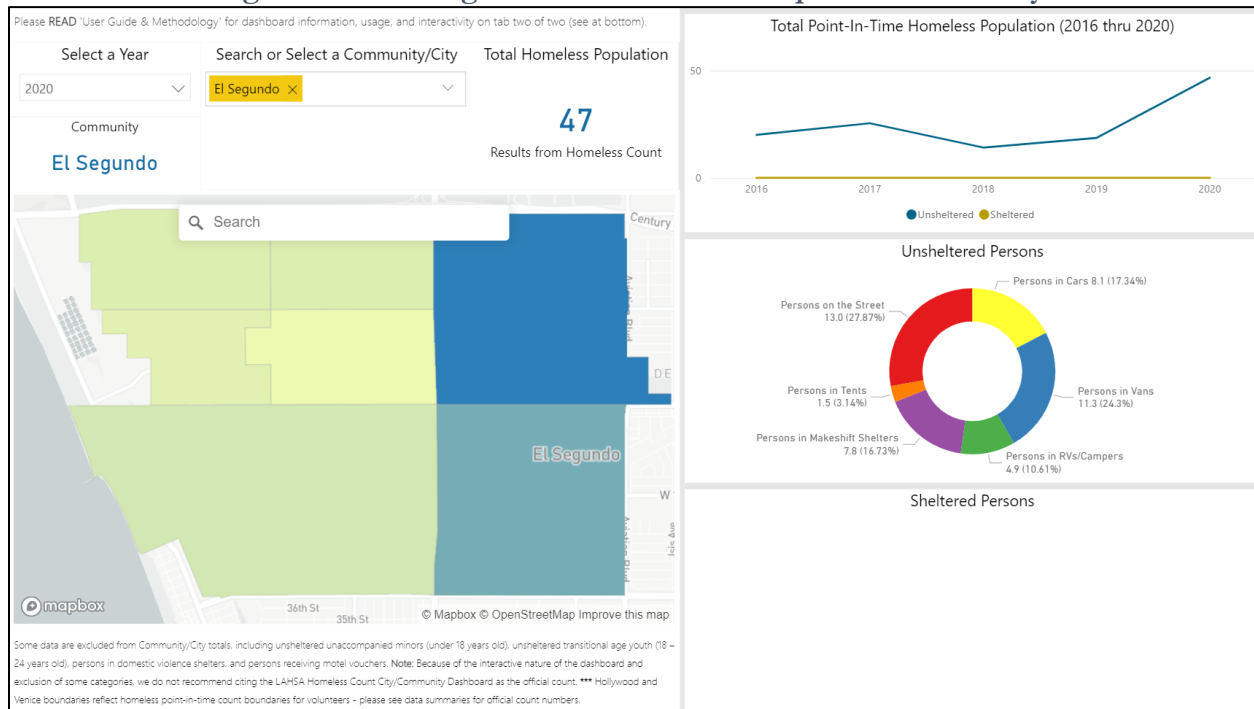 Please READ 'User Guide & Methodology' for dashboard information, usage, and interactivity on tab two of two (see at bottom).
Select a Year
2020
Community
El Segundo
Search or Select a Community/City
El Segundo ×
Total Homeless Population
47
Results from Homeless Count
Search
Century
Aviation Blvd
DE
El Segundo
W
Aviation Blvd
Isis Ave
36th St
35th St
mapbox
© Mapbox © OpenStreetMap Improve this map
Some data are excluded from Community/City totals, including unsheltered unaccompanied minors (under 18 years old), unsheltered transitional age youth (18 –
24 years old), persons in domestic violence shelters, and persons receiving motel vouchers. Note: Because of the interactive nature of the dashboard and
exclusion of some categories, we do not recommend citing the LAHSA Homeless Count City/Community Dashboard as the official count. *** Hollywood and
Venice boundaries reflect homeless point-in-time count boundaries for volunteers - please see data summaries for official count numbers.
Total Point-In-Time Homeless Population (2016 thru 2020)
50
0
2016 2017 2018 2019 2020
Unsheltered Sheltered
Unsheltered Persons
Persons in Cars 8.1 (17.34%)
Persons on the Street
13.0 (27.87%)
Persons in Tents
1.5 (3.14%)
Persons in Vans
11.3 (24.3%)
Persons in Makeshift Shelters
7.8 (16.73%)
Persons in RVs/Campers
4.9 (10.61%)
Sheltered Persons